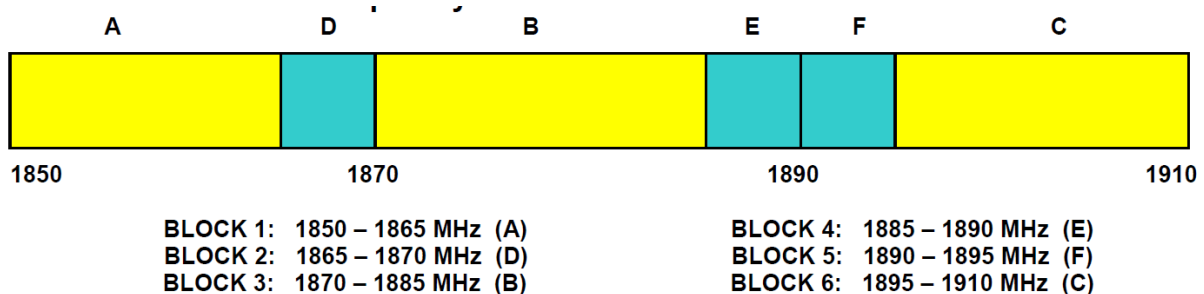 A D B E F C
1850 1870 1890 1910
BLOCK 1: 1850 – 1865 MHz (A)
BLOCK 2: 1865 – 1870 MHz (D)
BLOCK 3: 1870 – 1885 MHz (B)
BLOCK 4: 1885 – 1890 MHz (E)
BLOCK 5: 1890 – 1895 MHz (F)
BLOCK 6: 1895 – 1910 MHz (C)